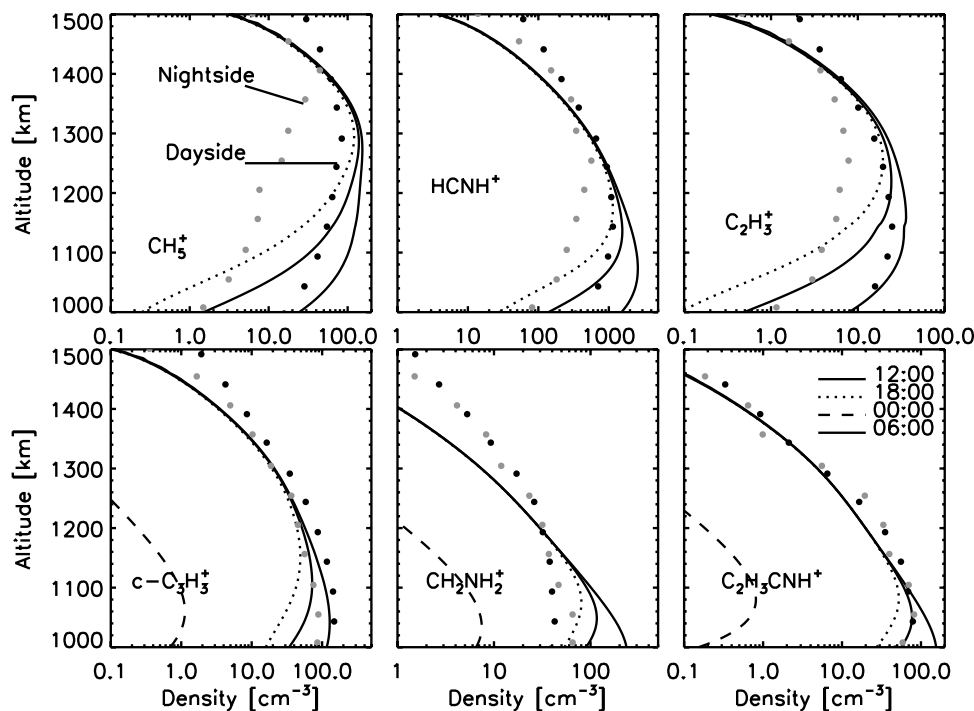 1500
1400
1300
1200
1100
1000
Altitude [km]
Nightside
Dayside
CH₅⁺
HCNH⁺
C₂H₃⁺
0.1 1.0 10.0 100.0
1 10 100 1000
0.1 1.0 10.0 100.0
1500
1400
1300
1200
1100
1000
Altitude [km]
c-C₃H₃⁺
CH₂NH₂⁺
C₂H₃CNH⁺
12:00
18:00
00:00
06:00
0.1 1.0 10.0 100.0
1 10 100
0.1 1.0 10.0 100.0
Density [cm⁻³]
Density [cm⁻³]
Density [cm⁻³]